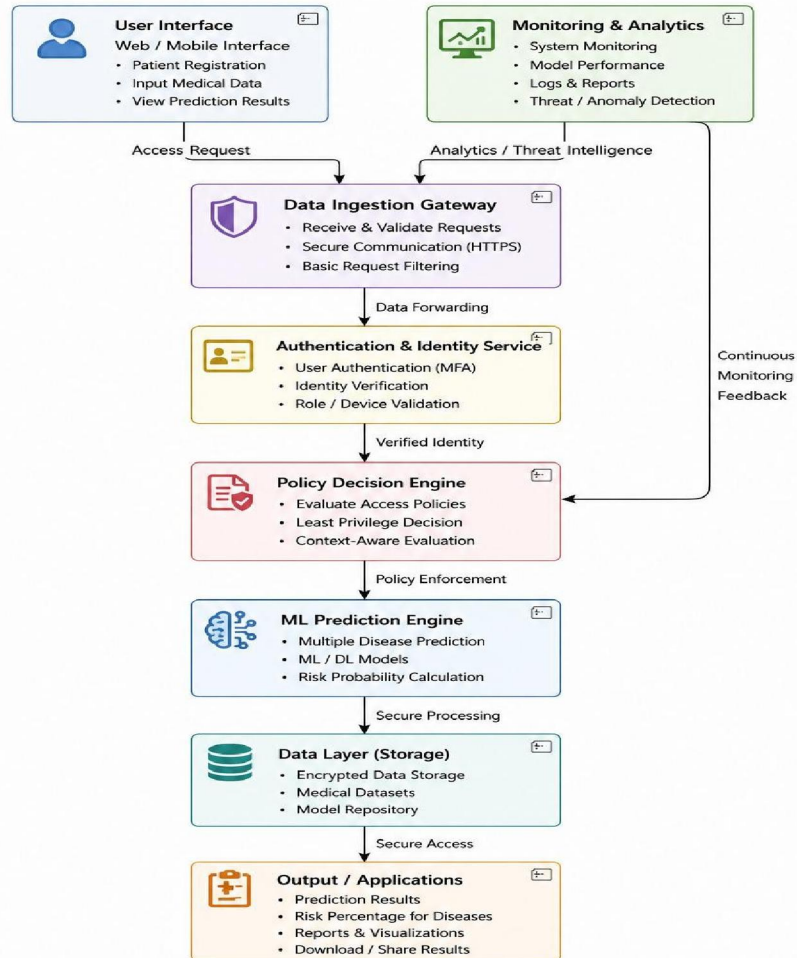 User Interface
Web / Mobile Interface
• Patient Registration
• Input Medical Data
• View Prediction Results
Monitoring & Analytics
• System Monitoring
• Model Performance
• Logs & Reports
• Threat / Anomaly Detection
Access Request
Analytics / Threat Intelligence
Data Ingestion Gateway
• Receive & Validate Requests
• Secure Communication (HTTPS)
• Basic Request Filtering
Data Forwarding
Authentication & Identity Service
• User Authentication (MFA)
• Identity Verification
• Role / Device Validation
Continuous
Monitoring
Feedback
Verified Identity
Policy Decision Engine
• Evaluate Access Policies
• Least Privilege Decision
• Context-Aware Evaluation
Policy Enforcement
ML Prediction Engine
• Multiple Disease Prediction
• ML / DL Models
• Risk Probability Calculation
Secure Processing
Data Layer (Storage)
• Encrypted Data Storage
• Medical Datasets
• Model Repository
Secure Access
Output / Applications
• Prediction Results
• Risk Percentage for Diseases
• Reports & Visualizations
• Download / Share Results